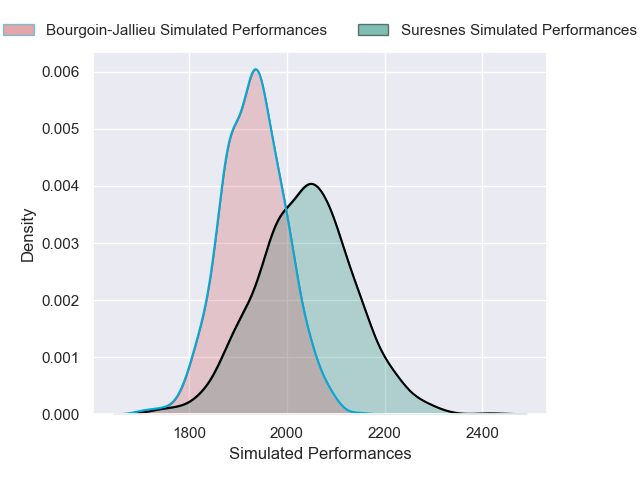 Bourgoin-Jallieu Simulated Performances Suresnes Simulated Performances
0.006
0.005
0.004
0.003
0.002
0.001
0.000
Density
1800 2000 2200 2400
Simulated Performances